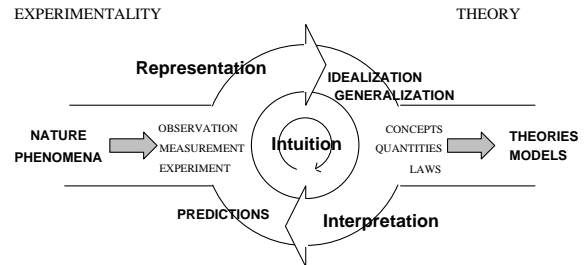 EXPERIMENTALITY
THEORY
Representation
IDEALIZATION
GENERALIZATION
NATURE
PHENOMENA
OBSERVATION
MEASUREMENT
EXPERIMENT
Intuition
CONCEPTS
QUANTITIES
LAWS
THEORIES
MODELS
PREDICTIONS
Interpretation